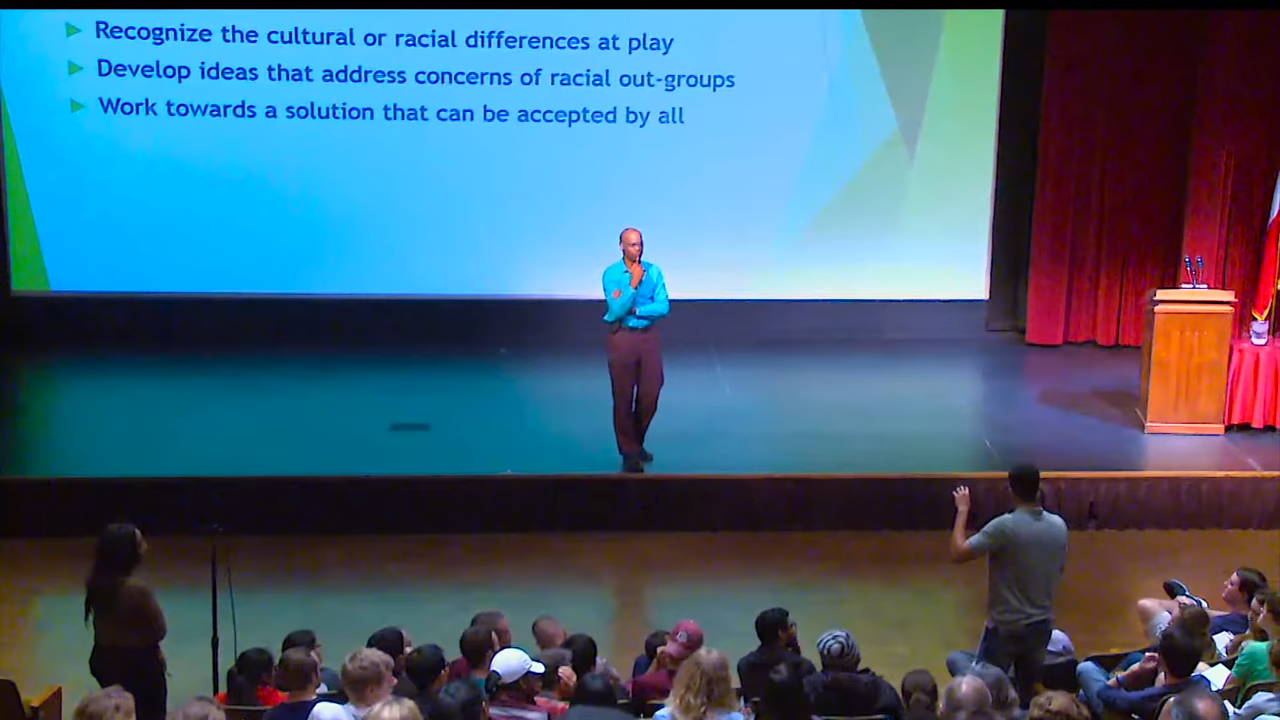 Recognize the cultural or racial differences at play
Develop ideas that address concerns of racial out-groups
Work towards a solution that can be accepted by all